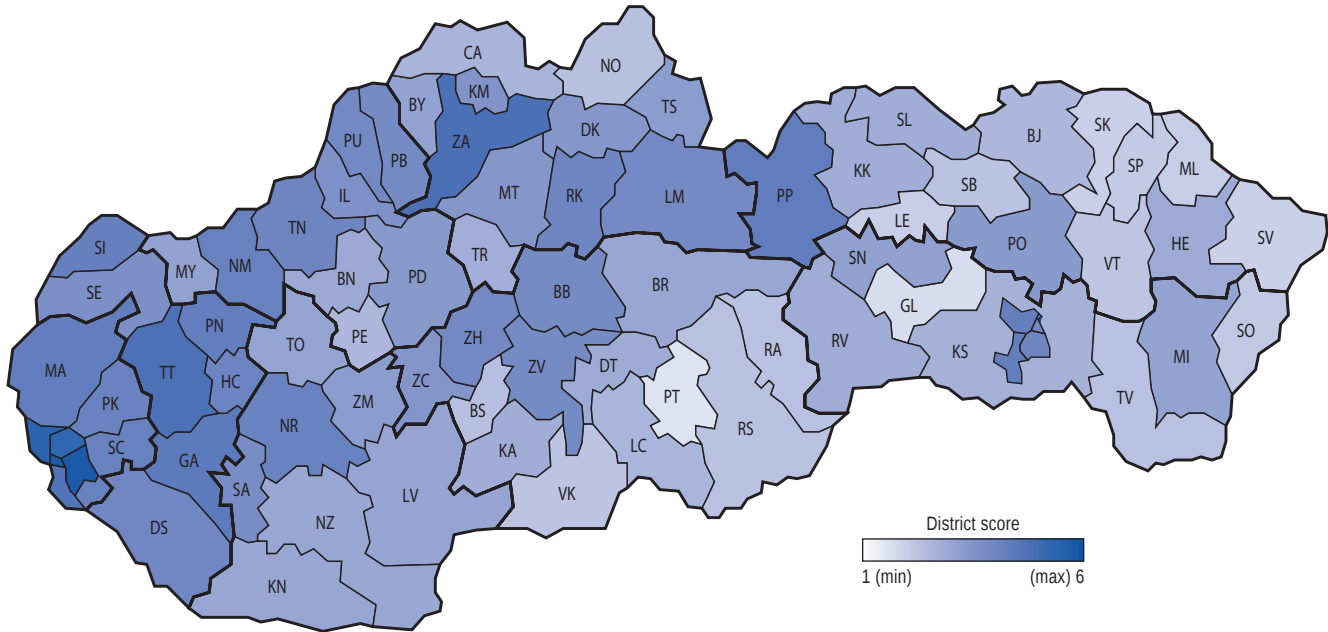 CA
NO
KM
BY
TS
ZA
DK
PU
PB
SL
BJ
SK
SP
ML
KK
SB
IL
MT
RK
LM
PP
LE
TN
SI
MY
NM
BN
PD
TR
SN
PO
VT
HE
SV
SE
BB
BR
GL
PN
PE
ZH
TO
RV
KS
SO
MI
MA
TT
HC
ZC
ZV
DT
RA
PK
ZM
BS
PT
TV
NR
RS
SC
GA
KA
LC
SA
LV
VK
DS
NZ
KN
District score
1 (min)
(max) 6